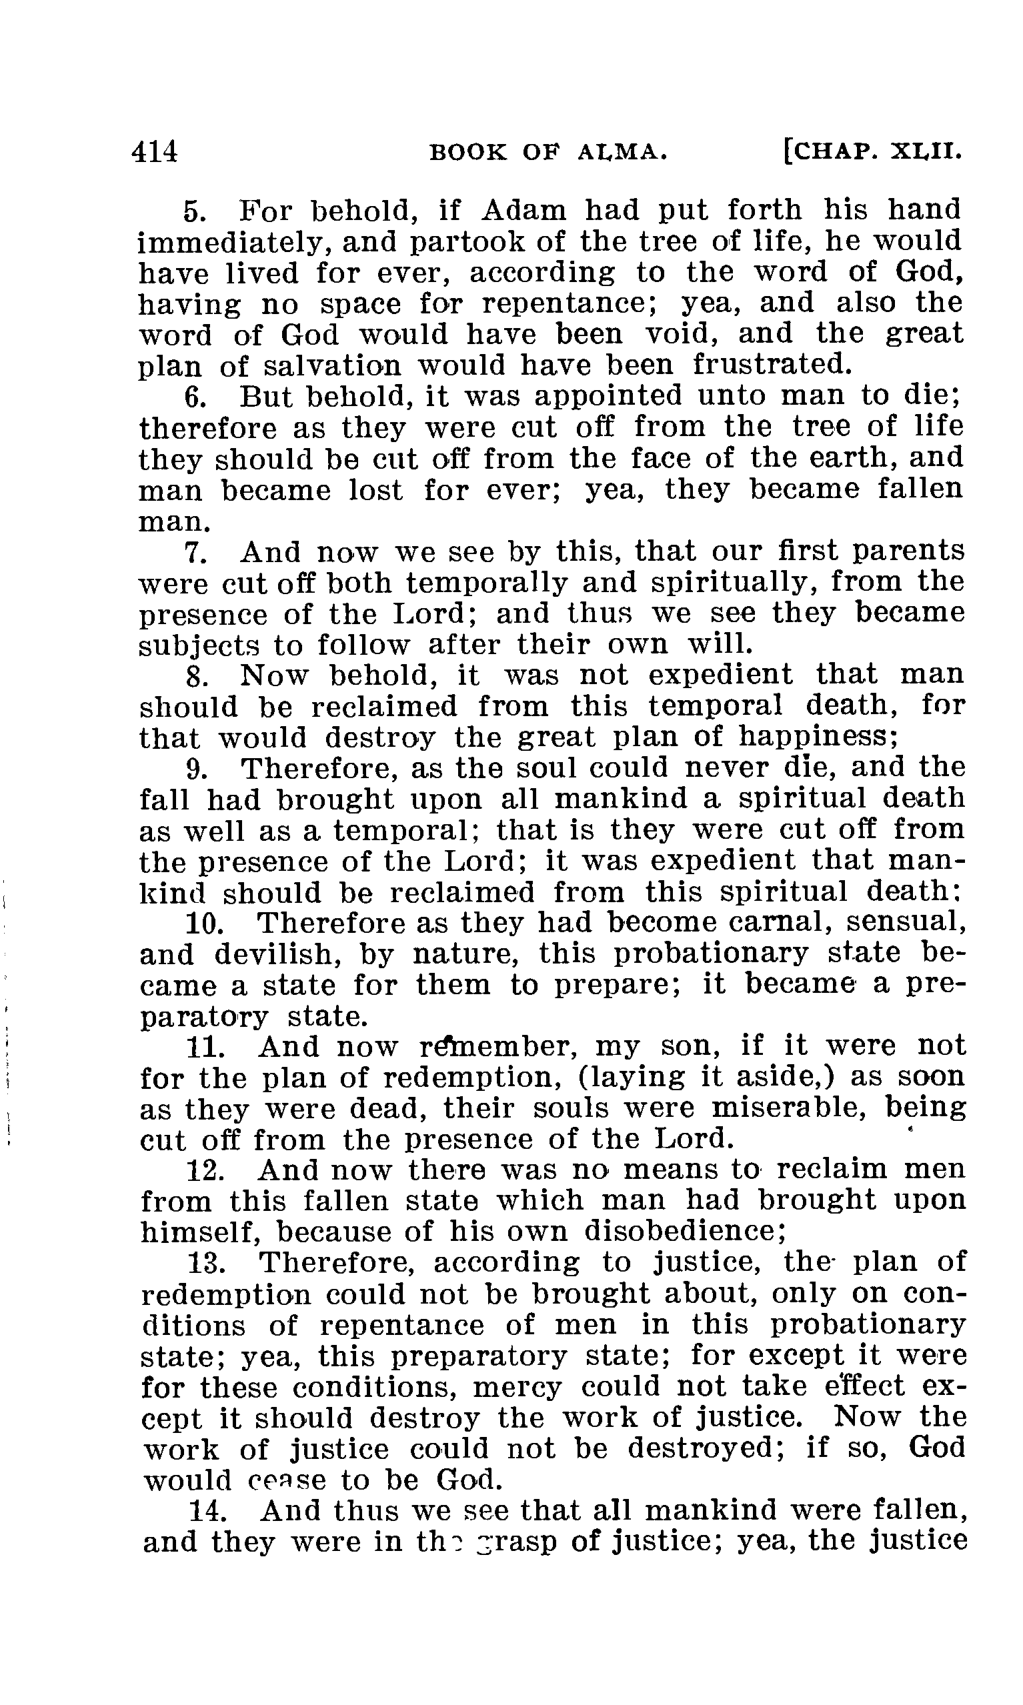 414 BOOK OF ALMA. [CHAP. XLII.
5. For behold, if Adam had put forth his hand
immediately, and partook of the tree of life, he would
have lived for ever, according to the word of God,
having no space for repentance; yea, and also the
word of God would have been void, and the great
plan of salvation would have been frustrated.
6. But behold, it was appointed unto man to die;
therefore as they were cut off from the tree of life
they should be cut off from the face of the earth, and
man became lost for ever; yea, they became fallen
man.
7. And now we see by this, that our first parents
were cut off both temporally and spiritually, from the
presence of the Lord; and thus we see they became
subjects to follow after their own will.
8. Now behold, it was not expedient that man
should be reclaimed from this temporal death, for
that would destroy the great plan of happiness;
9. Therefore, as the soul could never die, and the
fall had brought upon all mankind a spiritual death
as well as a temporal; that is they were cut off from
the presence of the Lord; it was expedient that man-
kind should be reclaimed from this spiritual death;
10. Therefore as they had become carnal, sensual,
and devilish, by nature, this probationary state be-
came a state for them to prepare; it became a pre-
paratory state.
11. And now remember, my son, if it were not
for the plan of redemption, (laying it aside,) as soon
as they were dead, their souls were miserable, being
cut off from the presence of the Lord.
12. And now there was no means to reclaim men
from this fallen state which man had brought upon
himself, because of his own disobedience;
13. Therefore, according to justice, the plan of
redemption could not be brought about, only on con-
ditions of repentance of men in this probationary
state; yea, this preparatory state; for except it were
for these conditions, mercy could not take effect ex-
cept it should destroy the work of justice. Now the
work of justice could not be destroyed; if so, God
would cease to be God.
14. And thus we see that all mankind were fallen,
and they were in the grasp of justice; yea, the justice